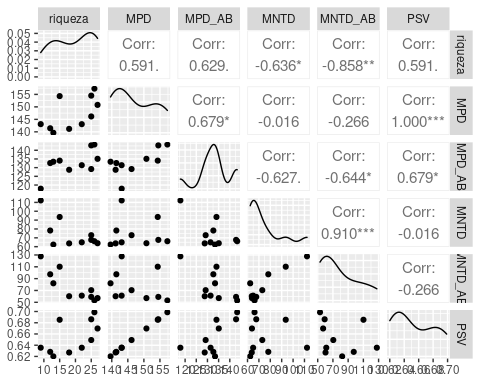 riqueza MPD MPD_AB MNTD MNTD_AB PSV
0.05
0.04
0.03
0.02
0.01
0.00
Corr: Corr: Corr: Corr: Corr:
0.591. 0.629. -0.636* -0.858** 0.591.
riqueza
155
150
145
140
Corr: Corr: Corr: Corr:
0.679* -0.016 -0.266 1.000***
MPD
140
135
130
125
120
Corr: Corr: Corr:
-0.627. -0.644* 0.679*
MPD_AB
110
100
90
80
70
60
Corr: Corr:
0.910*** -0.016
MNTD
130
110
90
70
50
Corr:
-0.266
MNTD_AB
0.70
0.68
0.66
0.64
0.62
PSV
10 15 20 25